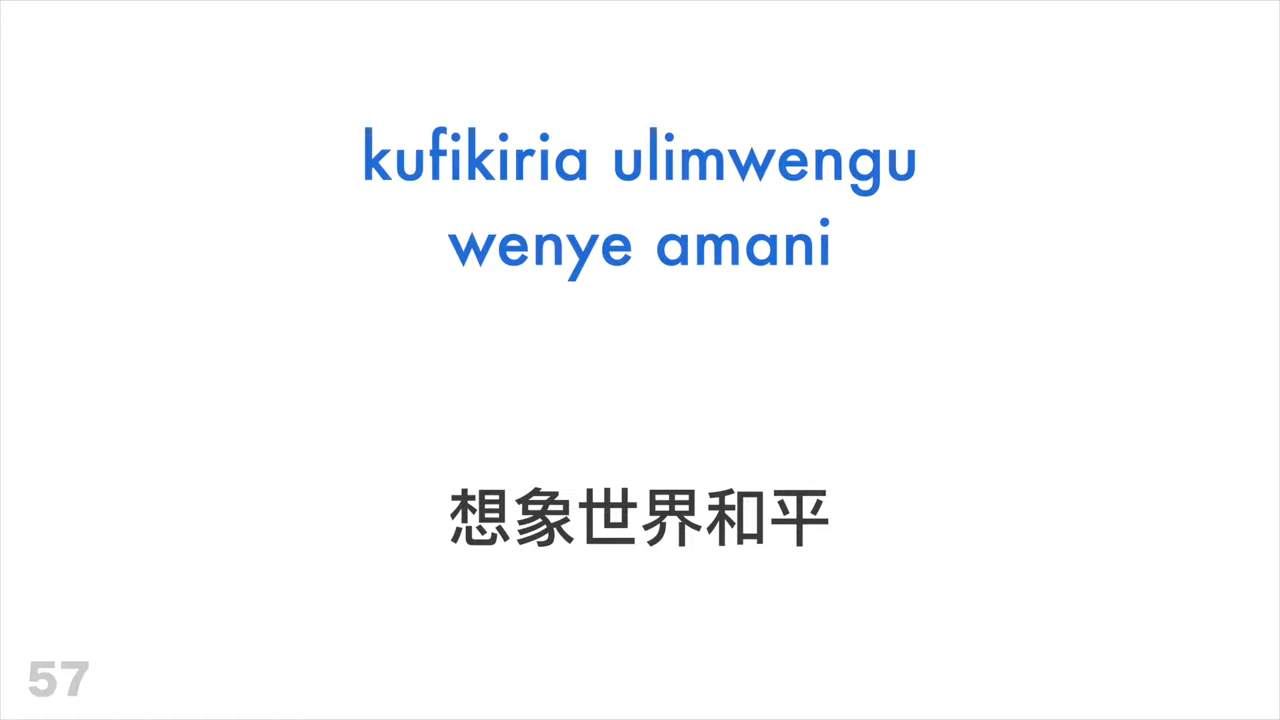 kufikiria ulimwengu
wenye amani
想象世界和平
57